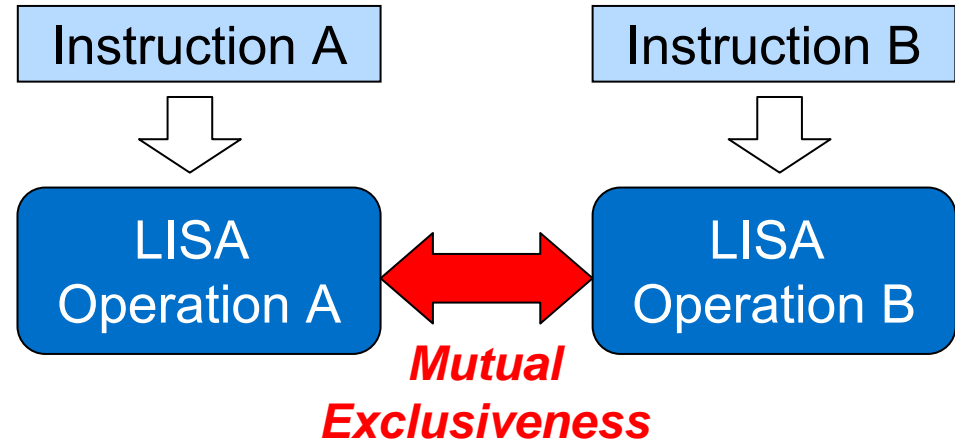 Instruction A
Instruction B
LISA
Operation A
LISA
Operation B
Mutual
Exclusiveness